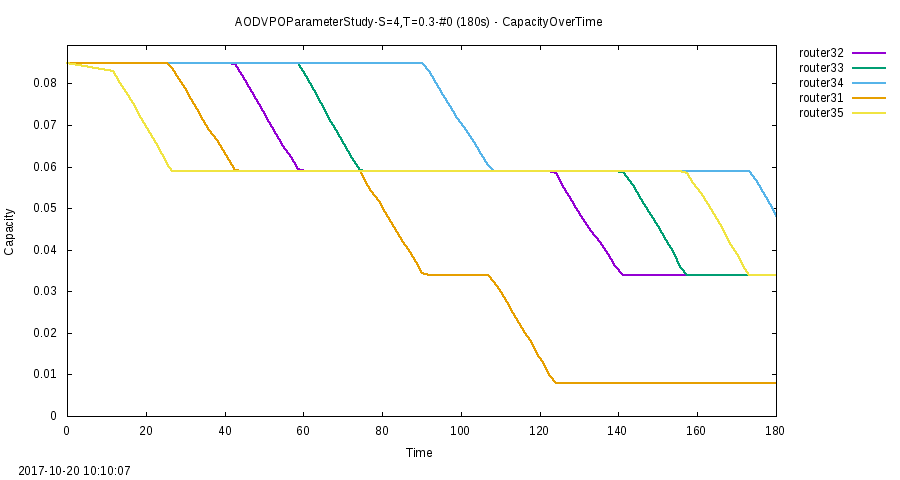 AODVPOParameterStudy-S=4,T=0.3-#0 (180s) - CapacityOverTime
router32
router33
router34
router31
router35
0.08
0.07
0.06
0.05
0.04
0.03
0.02
0.01
0
Capacity
0 20 40 60 80 100 120 140 160 180
Time
2017-10-20 10:10:07